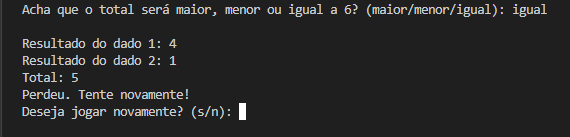 Acha que o total será maior, menor ou igual a 6? (maior/menor/igual): igual
Resultado do dado 1: 4
Resultado do dado 2: 1
Total: 5
Perdeu. Tente novamente!
Deseja jogar novamente? (s/n):